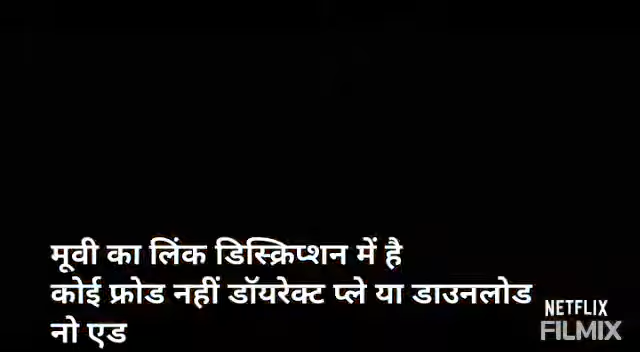 मूवी का लिंक डिस्क्रिप्शन में है
कोई फ्रोड नहीं डॉयरेक्ट प्ले या डाउनलोड
नो एड
NETFLIX
FILMIX